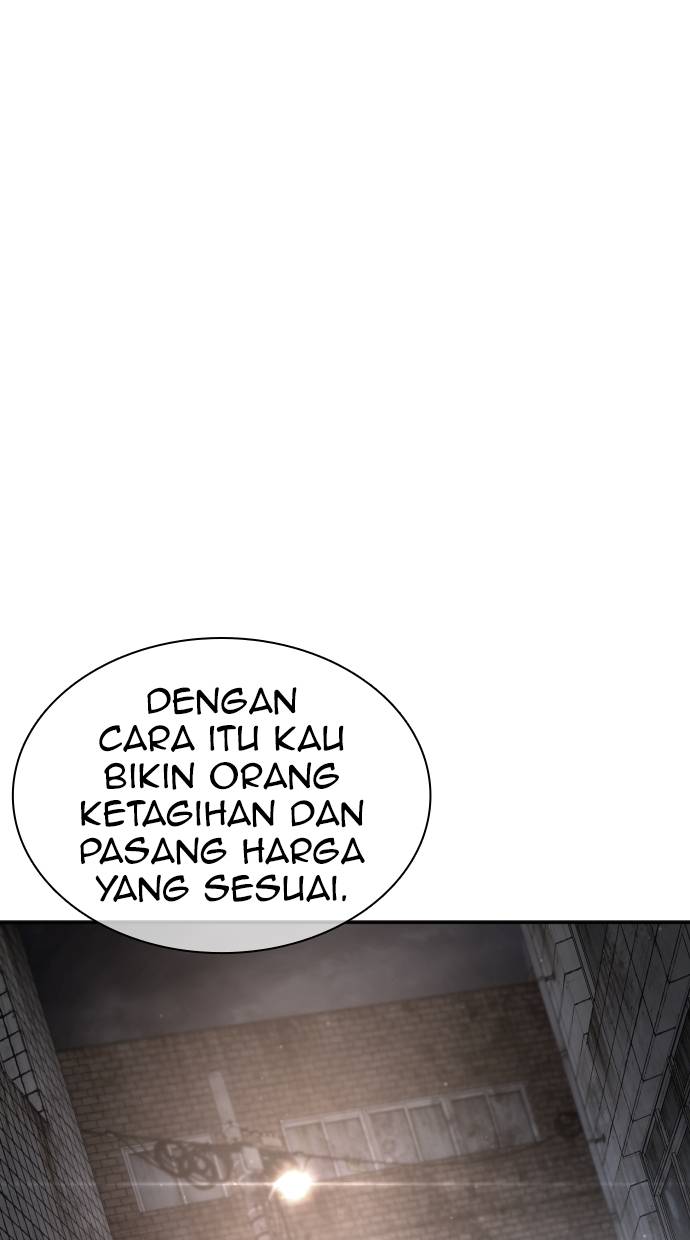 DENGAN
CARA ITU KAU
BIKIN ORANG
KETAGIHAN DAN
PASANG HARGA
YANG SESUAI.